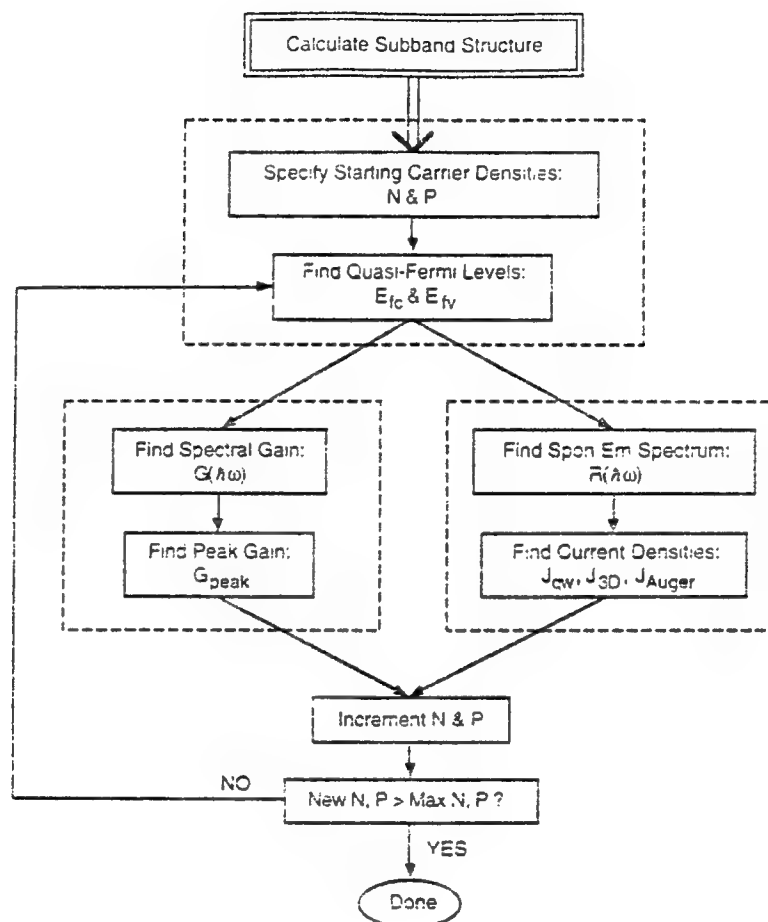 Calculate Subband Structure
Specify Starting Carrier Densities:
N & P
Find Quasi-Fermi Levels:
E_fc & E_fv
Find Spectral Gain:
G(ħω)
Find Peak Gain:
G_peak
Find Spon Em Spectrum:
R(ħω)
Find Current Densities:
J_qw, J_3D, J_Auger
Increment N & P
NO
New N, P > Max N, P ?
YES
Done